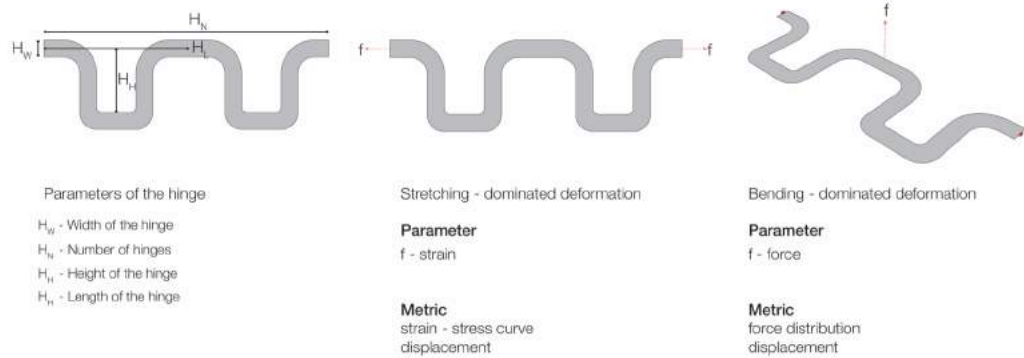 H_N
H_W
H_L
H_H
Parameters of the hinge
H_W - Width of the hinge
H_N - Number of hinges
H_H - Height of the hinge
H_H - Length of the hinge
f
f
Stretching - dominated deformation
Parameter
f - strain
Metric
strain - stress curve
displacement
f
Bending - dominated deformation
Parameter
f - force
Metric
force distribution
displacement